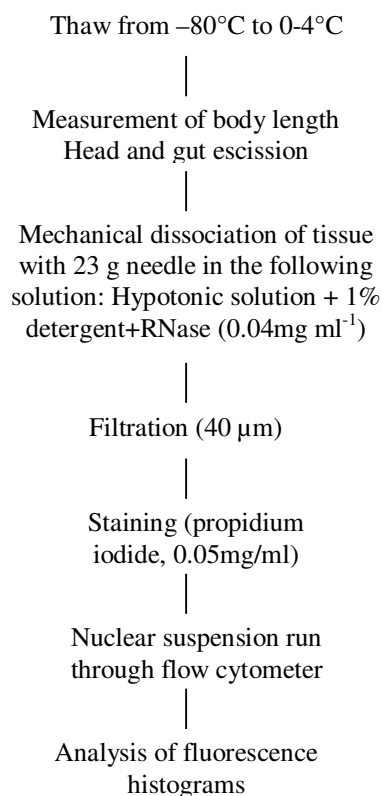 Thaw from –80°C to 0-4°C
Measurement of body length
Head and gut escission
Mechanical dissociation of tissue
with 23 g needle in the following
solution: Hypotonic solution + 1%
detergent+RNase (0.04mg ml⁻¹)
Filtration (40 µm)
Staining (propidium
iodide, 0.05mg/ml)
Nuclear suspension run
through flow cytometer
Analysis of fluorescence
histograms